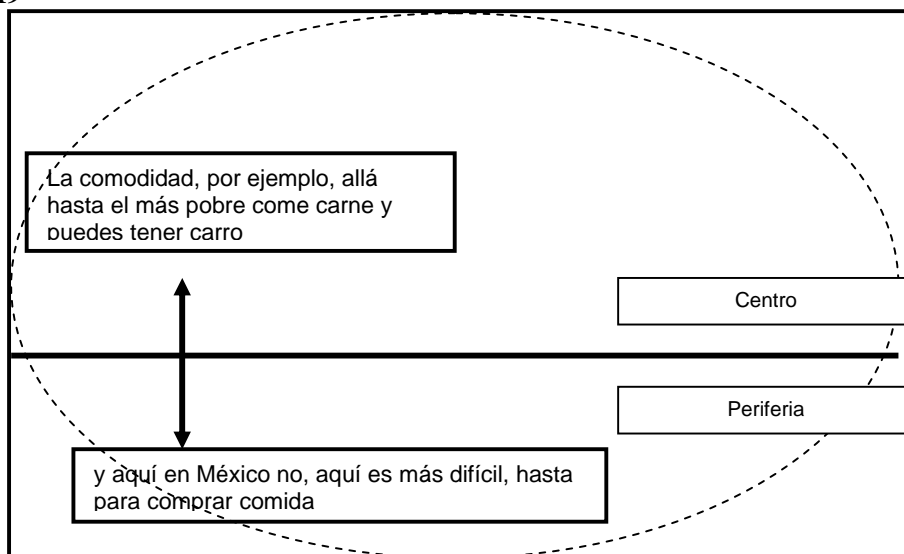 La comodidad, por ejemplo, allá
hasta el más pobre come carne y
puedes tener carro
Centro
Periferia
y aquí en México no, aquí es más difícil, hasta
para comprar comida